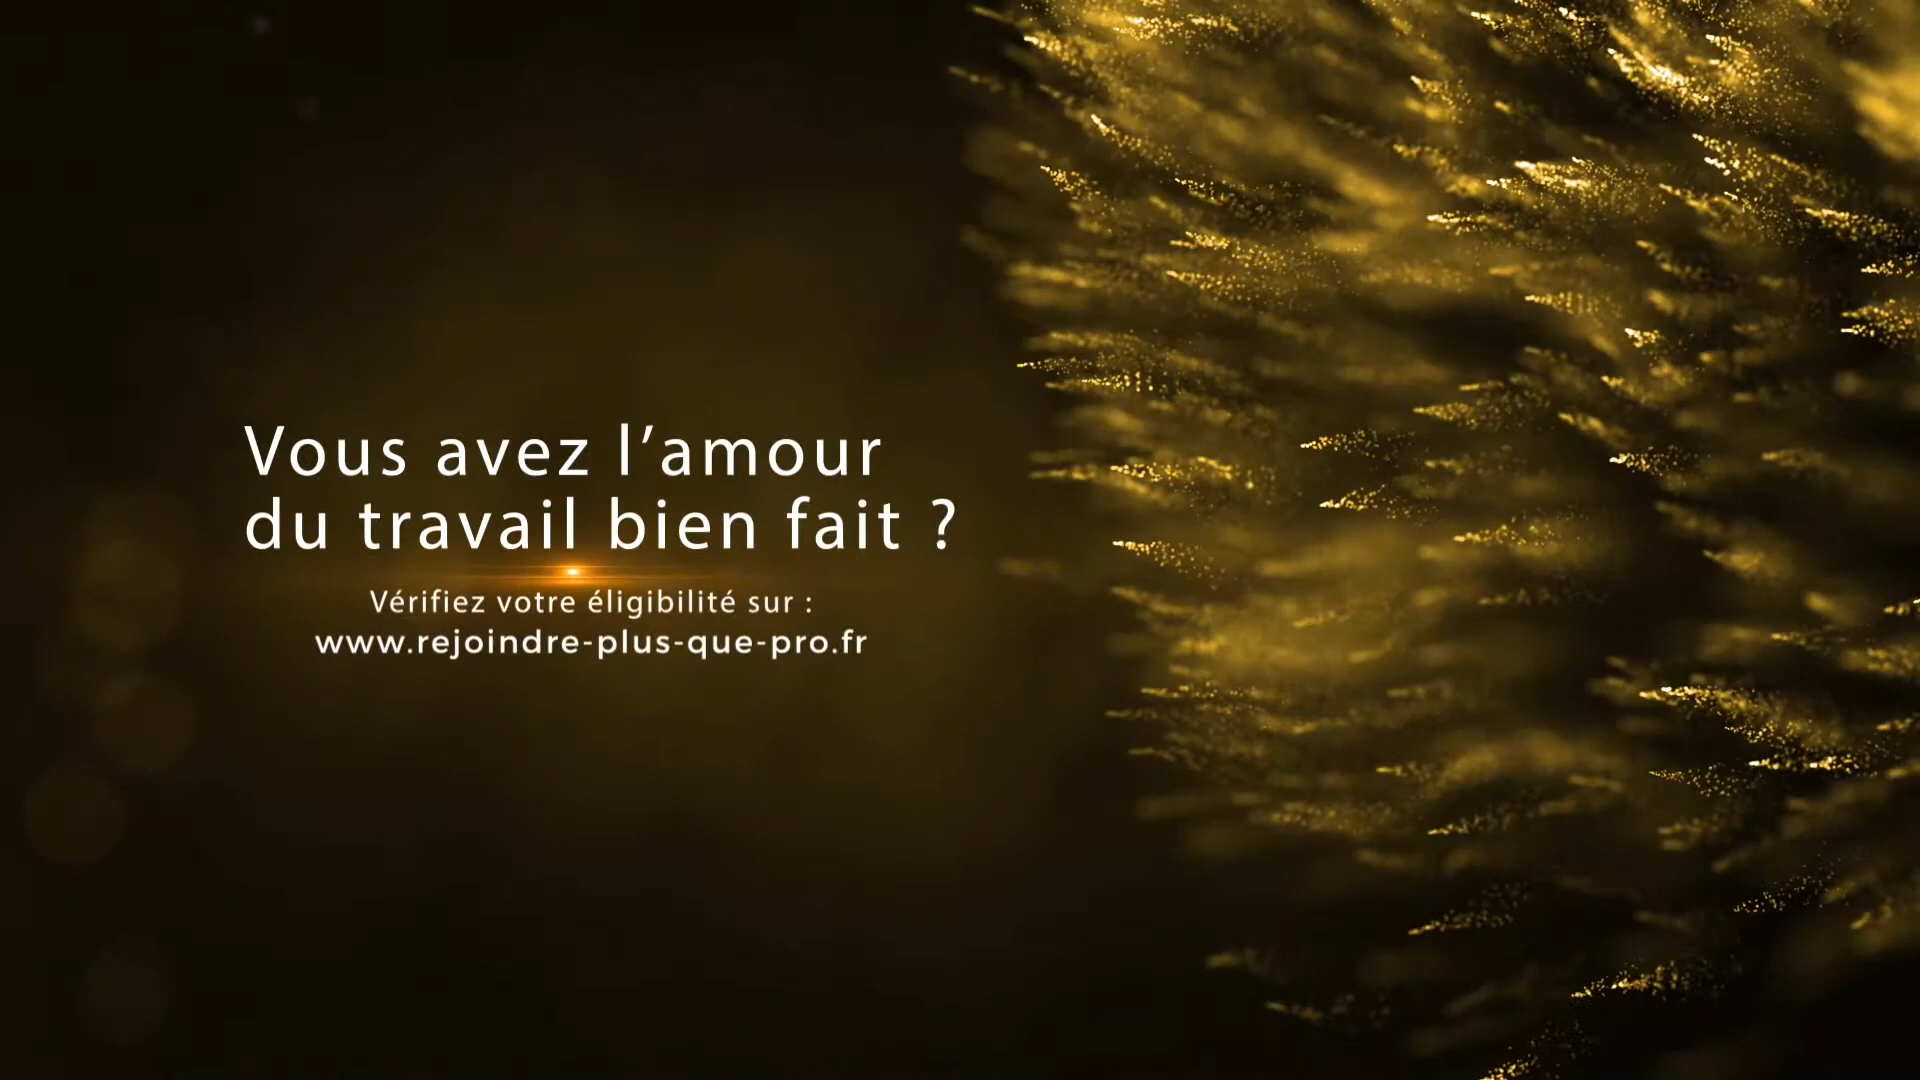 Vous avez l’amour
du travail bien fait ?
Vérifiez votre éligibilité sur :
www.rejoindre-plus-que-pro.fr